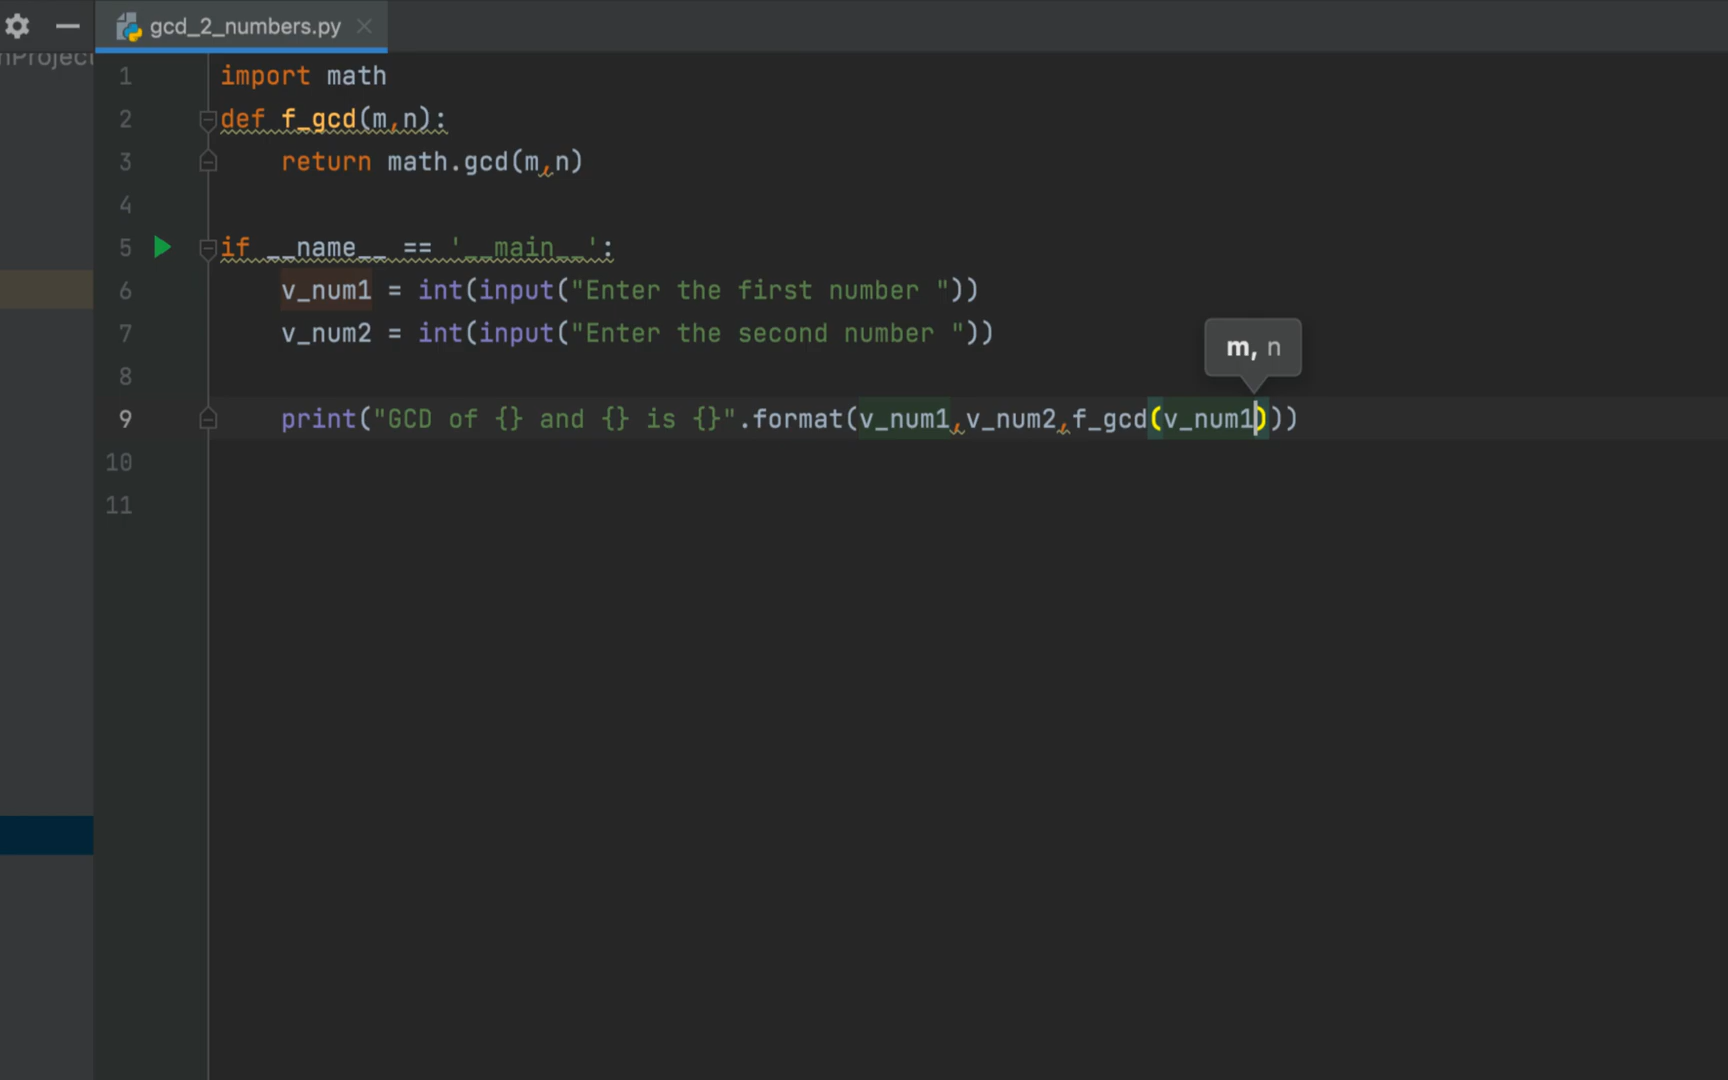 gcd_2_numbers.py
nProject
1 import math
2 def f_gcd(m,n):
3 return math.gcd(m,n)
4
5 if __name__ == '__main__':
6 v_num1 = int(input("Enter the first number "))
7 v_num2 = int(input("Enter the second number "))
m, n
8
9 print("GCD of {} and {} is {}".format(v_num1,v_num2,f_gcd(v_num1)))
10
11